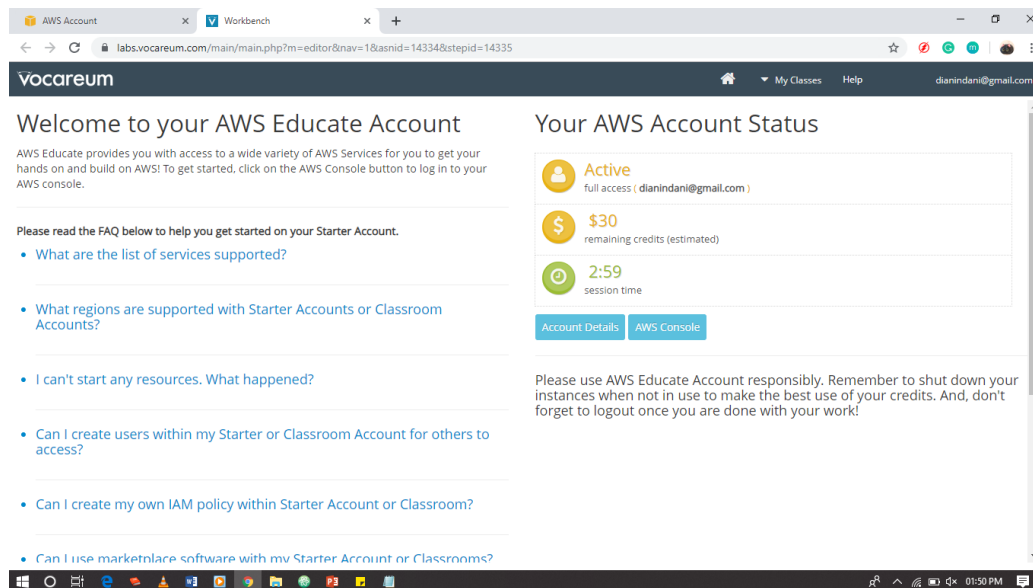 AWS Account
Workbench
labs.vocareum.com/main/main.php?m=editor&nav=1&asnid=14334&stepid=14335
vocareum
My Classes
Help
dianindani@gmail.com
Welcome to your AWS Educate Account
AWS Educate provides you with access to a wide variety of AWS Services for you to get your
hands on and build on AWS! To get started, click on the AWS Console button to log in to your
AWS console.
Please read the FAQ below to help you get started on your Starter Account.
• What are the list of services supported?
• What regions are supported with Starter Accounts or Classroom
Accounts?
• I can't start any resources. What happened?
• Can I create users within my Starter or Classroom Account for others to
access?
• Can I create my own IAM policy within Starter Account or Classroom?
• Can I use marketplace software with my Starter Account or Classrooms?
Your AWS Account Status
Active
full access ( dianindani@gmail.com )
$30
remaining credits (estimated)
2:59
session time
Account Details
AWS Console
Please use AWS Educate Account responsibly. Remember to shut down your
instances when not in use to make the best use of your credits. And, don't
forget to logout once you are done with your work!
01:50 PM